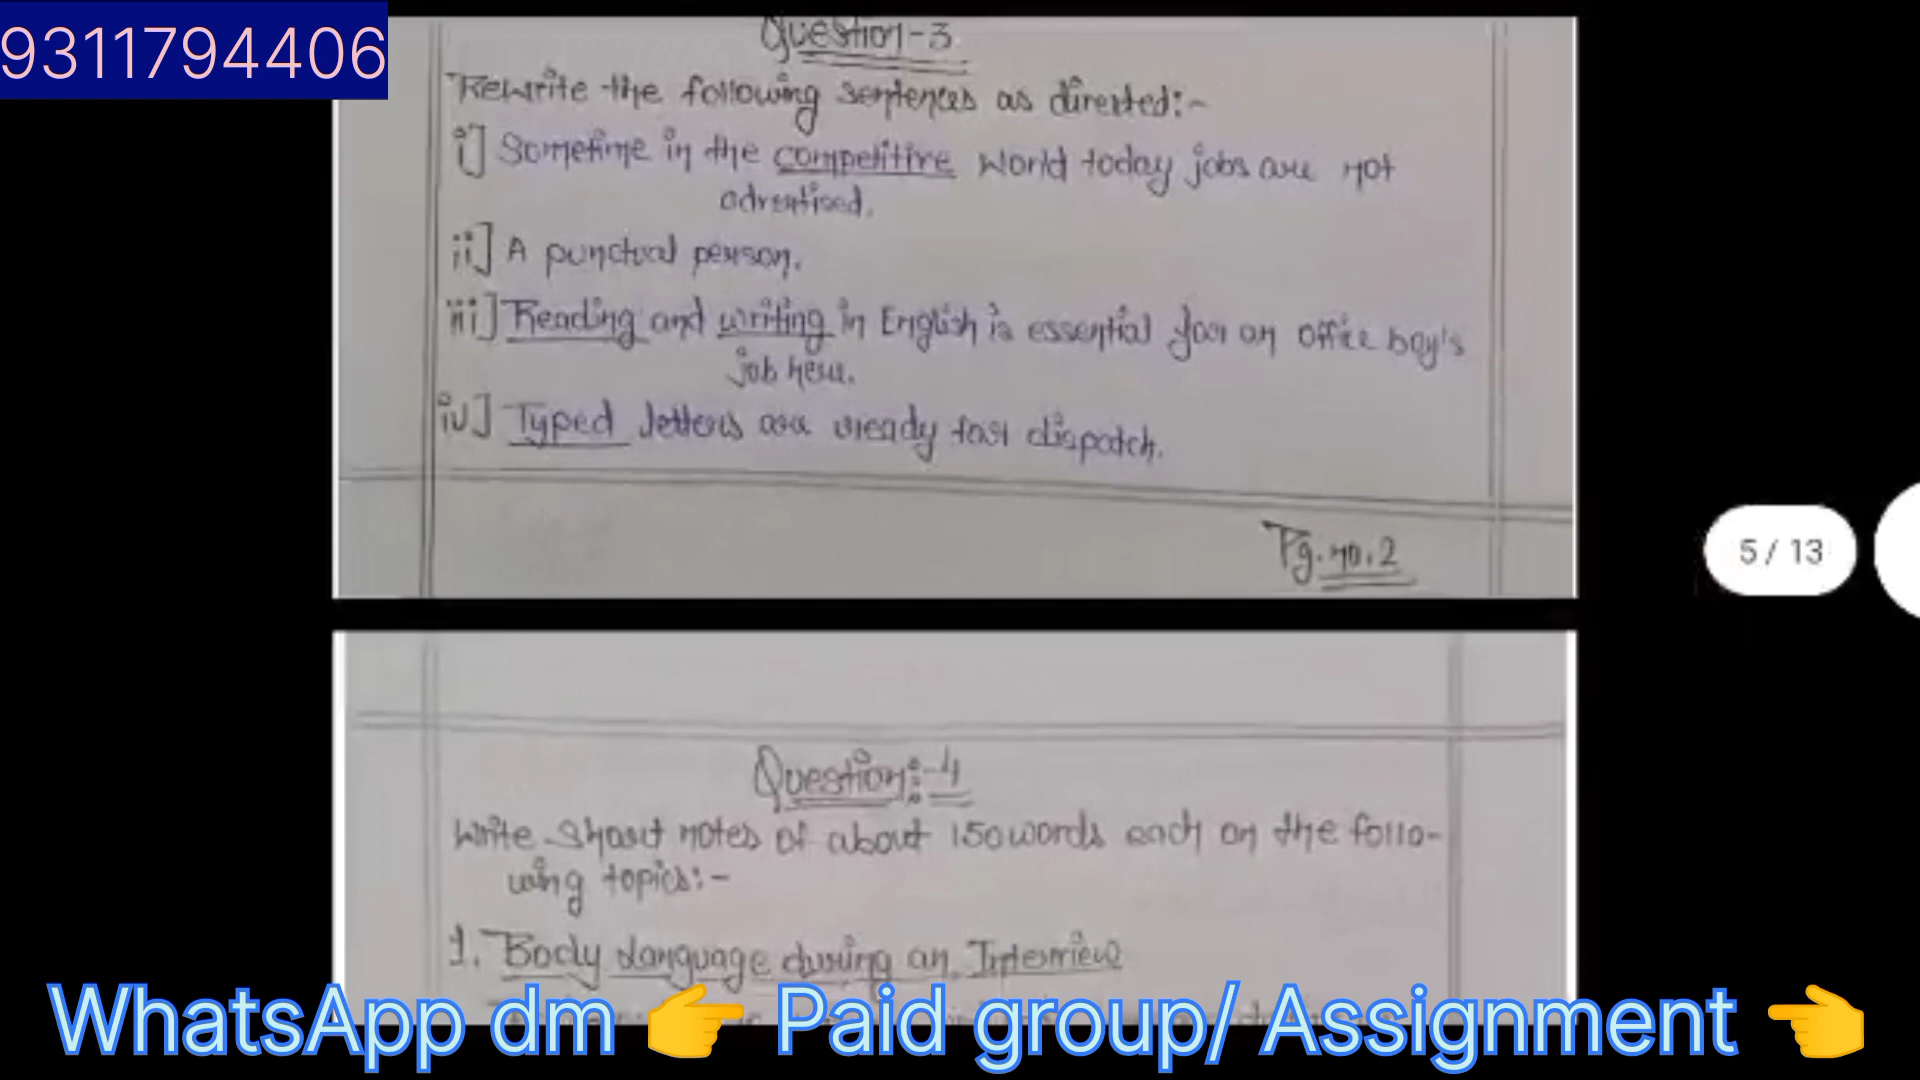 9311794406
Question-3
Rewrite the following sentences as directed:-
i] Sometime in the competitive world today jobs are not
advertised.
ii] A punctual person.
iii] Reading and writing in English is essential for an office boy's
job here.
iv] Typed letters are ready for dispatch.
Pg. no. 2
5 / 13
Question:-4
Write short notes of about 150 words each on the follo-
wing topics:-
1. Body language during an Interview
WhatsApp dm 👉 Paid group/ Assignment 👈